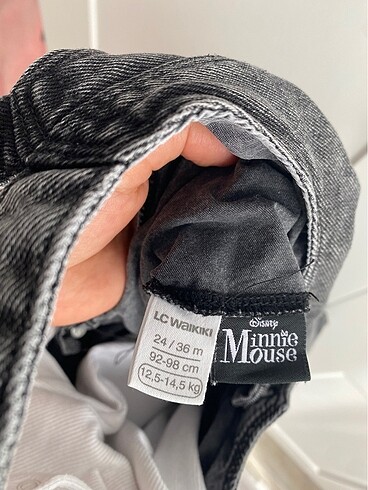 LC WAIKIKI
24 / 36 m
92-98 cm
12,5-14,5 kg
Disney
Minnie
Mouse